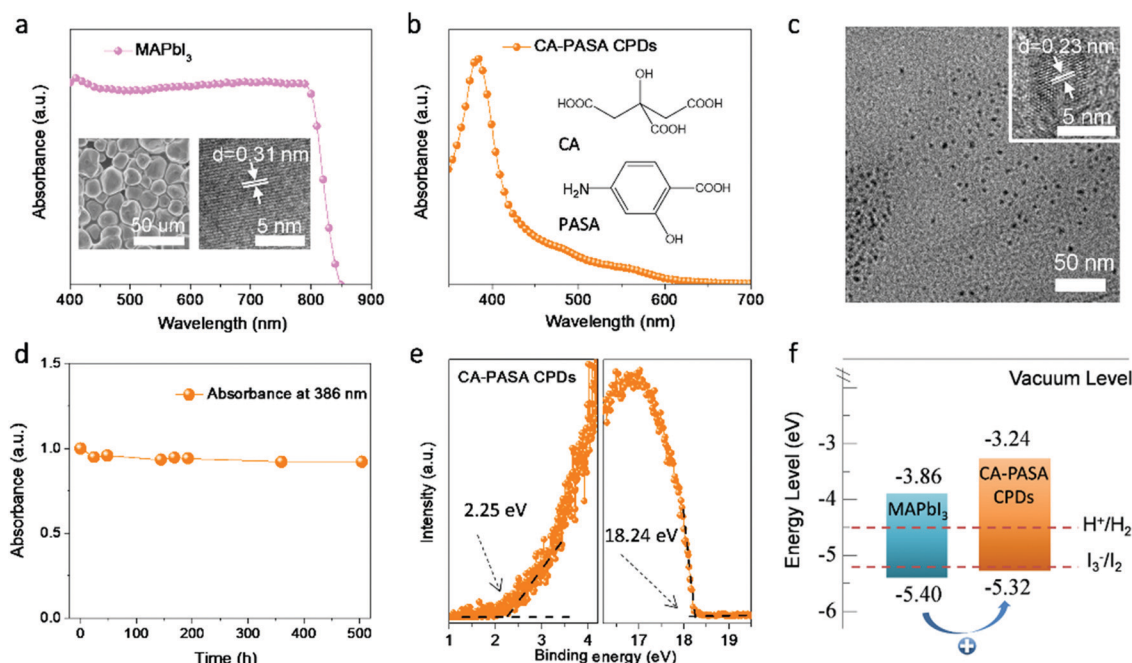 a
MAPbI3
Absorbance (a.u.)
d=0.31 nm
50 µm
5 nm
400 500 600 700 800 900
Wavelength (nm)
b
CA-PASA CPDs
Absorbance (a.u.)
OH
HOOC
COOH
COOH
CA
H2N
COOH
PASA
OH
400 500 600 700
Wavelength (nm)
c
d=0.23 nm
5 nm
50 nm
d
1.5
1.0
0.5
0.0
Absorbance at 386 nm
Absorbance (a.u.)
0 100 200 300 400 500
Time (h)
e
CA-PASA CPDs
Intensity (a.u.)
2.25 eV
18.24 eV
1 2 3 4 17 18 19
Binding energy (eV)
f
Vacuum Level
Energy Level (eV)
-3
-4
-5
-6
-3.24
-3.86
CA-PASA
CPDs
MAPbI3
H+/H2
I3-/I2
-5.40
-5.32